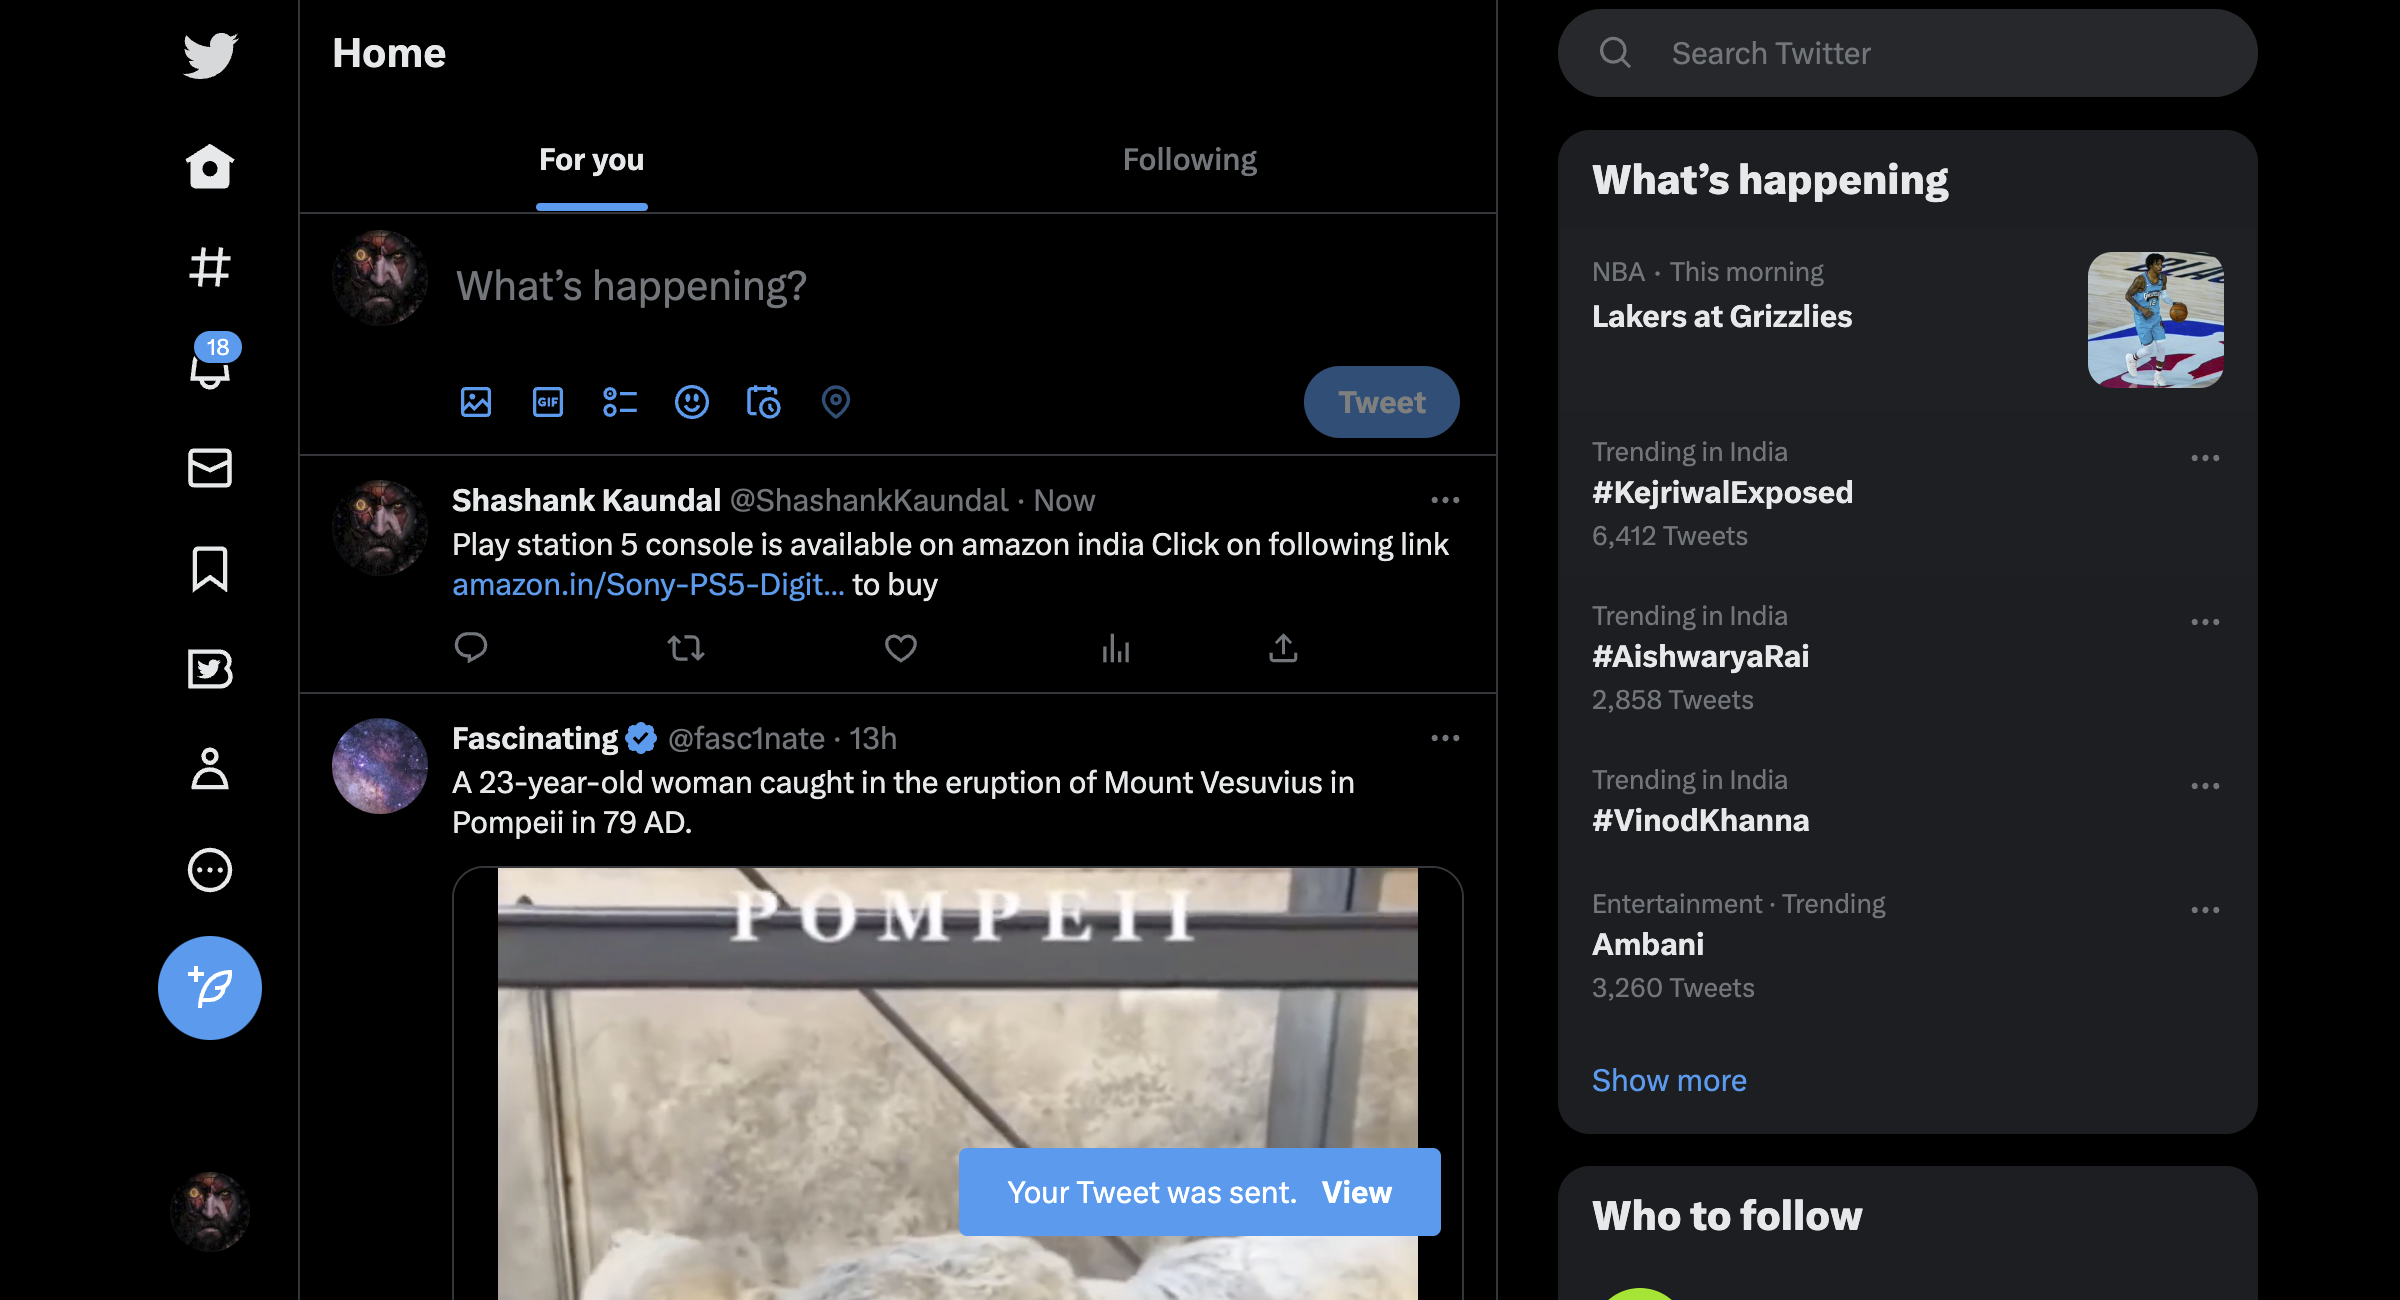 Home
For you
Following
What's happening?
GIF
Tweet
18
Shashank Kaundal @ShashankKaundal · Now
Play station 5 console is available on amazon india Click on following link
amazon.in/Sony-PS5-Digit... to buy
Fascinating @fasc1nate · 13h
A 23-year-old woman caught in the eruption of Mount Vesuvius in
Pompeii in 79 AD.
POMPEII
Your Tweet was sent. View
Search Twitter
What's happening
NBA · This morning
Lakers at Grizzlies
Trending in India
#KejriwalExposed
6,412 Tweets
Trending in India
#AishwaryaRai
2,858 Tweets
Trending in India
#VinodKhanna
Entertainment · Trending
Ambani
3,260 Tweets
Show more
Who to follow